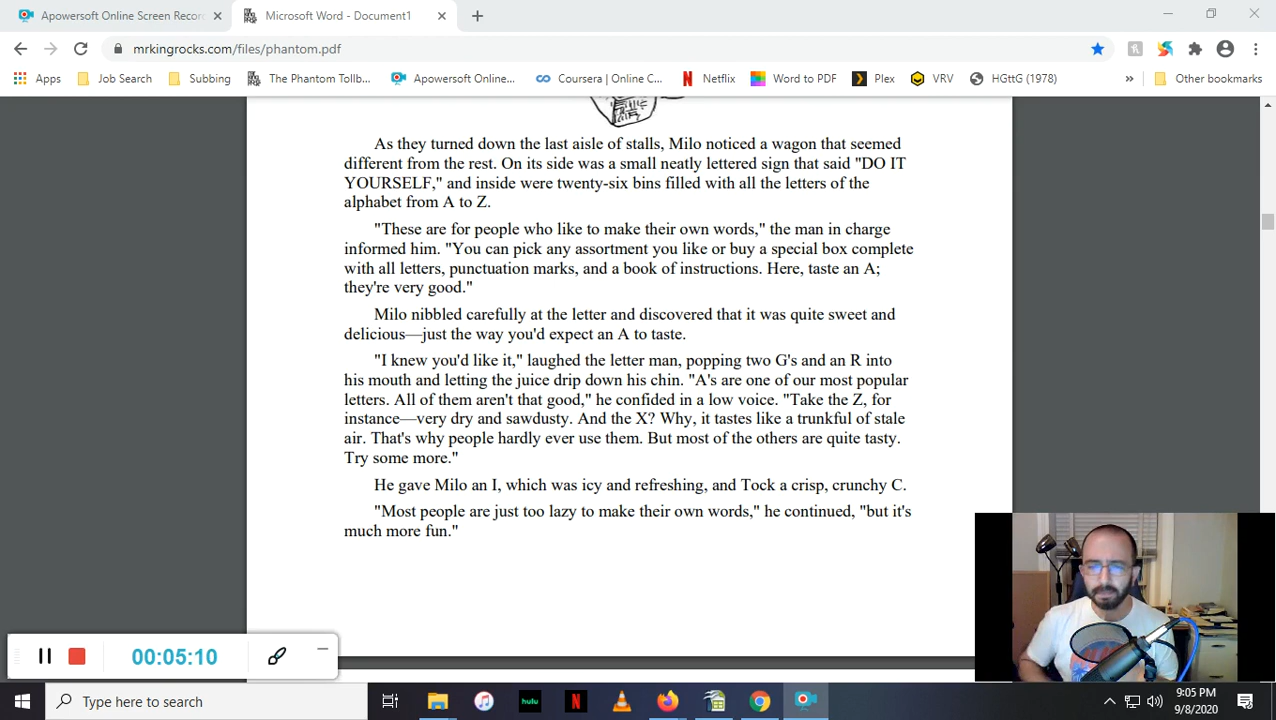 Apowersoft Online Screen Recor
Microsoft Word - Document1
mrkingrocks.com/files/phantom.pdf
Apps
Job Search
Subbing
The Phantom Tollb...
Apowersoft Online...
Coursera | Online C...
Netflix
Word to PDF
Plex
VRV
HGttG (1978)
»
Other bookmarks
As they turned down the last aisle of stalls, Milo noticed a wagon that seemed
different from the rest. On its side was a small neatly lettered sign that said "DO IT
YOURSELF," and inside were twenty-six bins filled with all the letters of the
alphabet from A to Z.
"These are for people who like to make their own words," the man in charge
informed him. "You can pick any assortment you like or buy a special box complete
with all letters, punctuation marks, and a book of instructions. Here, taste an A;
they're very good."
Milo nibbled carefully at the letter and discovered that it was quite sweet and
delicious—just the way you'd expect an A to taste.
"I knew you'd like it," laughed the letter man, popping two G's and an R into
his mouth and letting the juice drip down his chin. "A's are one of our most popular
letters. All of them aren't that good," he confided in a low voice. "Take the Z, for
instance—very dry and sawdusty. And the X? Why, it tastes like a trunkful of stale
air. That's why people hardly ever use them. But most of the others are quite tasty.
Try some more."
He gave Milo an I, which was icy and refreshing, and Tock a crisp, crunchy C.
"Most people are just too lazy to make their own words," he continued, "but it's
much more fun."
00:05:10
Type here to search
hulu
9:05 PM
9/8/2020